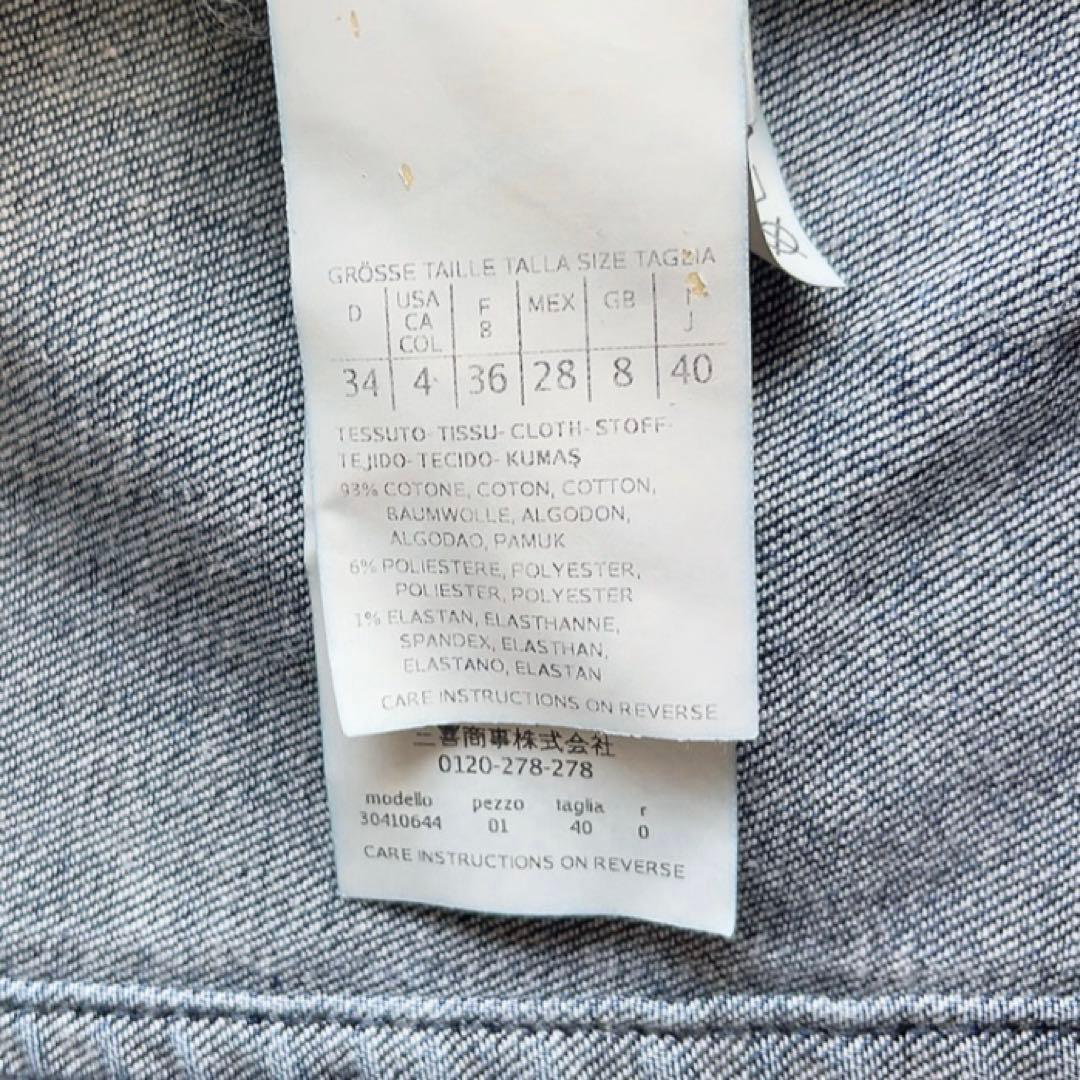 GRÖSSE TAILLE TALLA SIZE TAGLIA
D USA CA COL F B MEX GB I J
34 4 36 28 8 40
TESSUTO-TISSU-CLOTH-STOFF-
TEJIDO-TECIDO-KUMAŞ
93% COTONE, COTON, COTTON,
BAUMWOLLE, ALGODON,
ALGODAO, PAMUK
6% POLIESTERE, POLYESTER,
POLIESTER, POLYESTER
1% ELASTAN, ELASTHANNE,
SPANDEX, ELASTHAN,
ELASTANO, ELASTAN
CARE INSTRUCTIONS ON REVERSE
三喜商事株式会社
0120-278-278
modello pezzo taglia r
30410644 01 40 0
CARE INSTRUCTIONS ON REVERSE